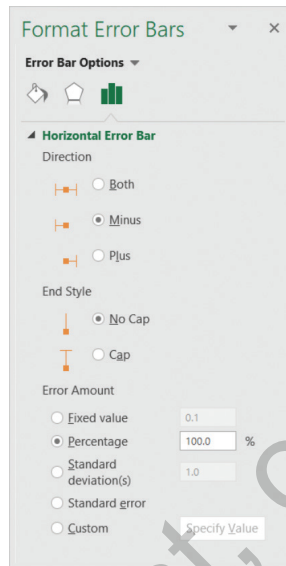 Format Error Bars
Error Bar Options
Horizontal Error Bar
Direction
Both
Minus
Plus
End Style
No Cap
Cap
Error Amount
Fixed value 0.1
Percentage 100.0 %
Standard
deviation(s) 1.0
Standard error
Custom Specify Value